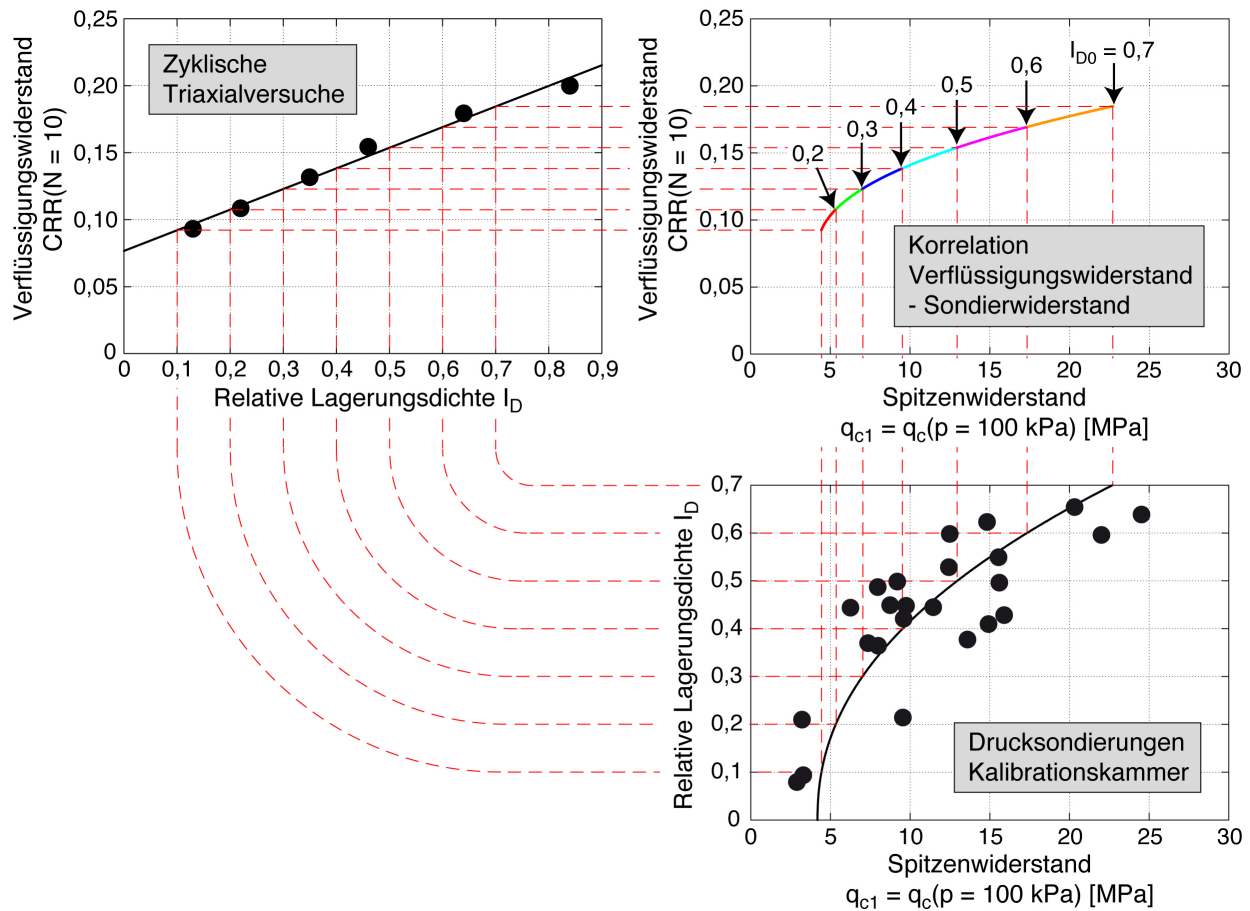 Verflüssigungswiderstand
CRR(N = 10)
0,25
0,20
0,15
0,10
0,05
0
Zyklische
Triaxialversuche
0 0,1 0,2 0,3 0,4 0,5 0,6 0,7 0,8 0,9
Relative Lagerungsdichte I_D
Verflüssigungswiderstand
CRR(N = 10)
0,25
0,20
0,15
0,10
0,05
0
0,2
0,3
0,4
0,5
0,6
I_D0 = 0,7
Korrelation
Verflüssigungswiderstand
- Sondierwiderstand
0 5 10 15 20 25 30
Spitzenwiderstand
q_c1 = q_c(p = 100 kPa) [MPa]
Relative Lagerungsdichte I_D
0,7
0,6
0,5
0,4
0,3
0,2
0,1
0
Drucksondierungen
Kalibrationskammer
0 5 10 15 20 25 30
Spitzenwiderstand
q_c1 = q_c(p = 100 kPa) [MPa]